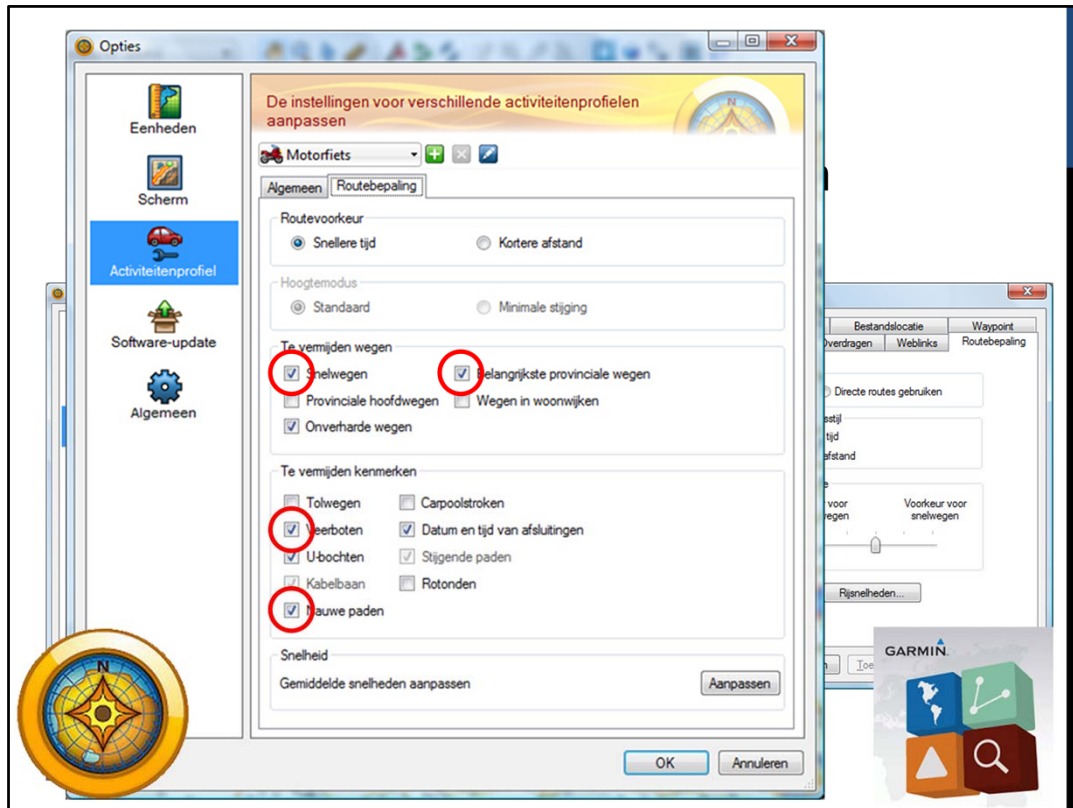 Opties
Eenheden
Scherm
Activiteitenprofiel
Software-update
Algemeen
De instellingen voor verschillende activiteitenprofielen
aanpassen
Motorfiets
Algemeen Routebepaling
Routevoorkeur
Snellere tijd Kortere afstand
Hoogtemodus
Standaard Minimale stijging
Te vermijden wegen
Snelwegen Belangrijkste provinciale wegen
Provinciale hoofdwegen Wegen in woonwijken
Onverharde wegen
Te vermijden kenmerken
Tolwegen Carpoolstroken
Veerboten Datum en tijd van afsluitingen
U-bochten Stijgende paden
Kabelbaan Rotonden
Nauwe paden
Snelheid
Gemiddelde snelheden aanpassen Aanpassen
OK Annuleren
Bestandslocatie Waypoint
Overdragen Weblinks Routebepaling
Directe routes gebruiken
tijd
afstand
voor Voorkeur voor
wegen snelwegen
Rijsnelheden...
GARMIN
N
N